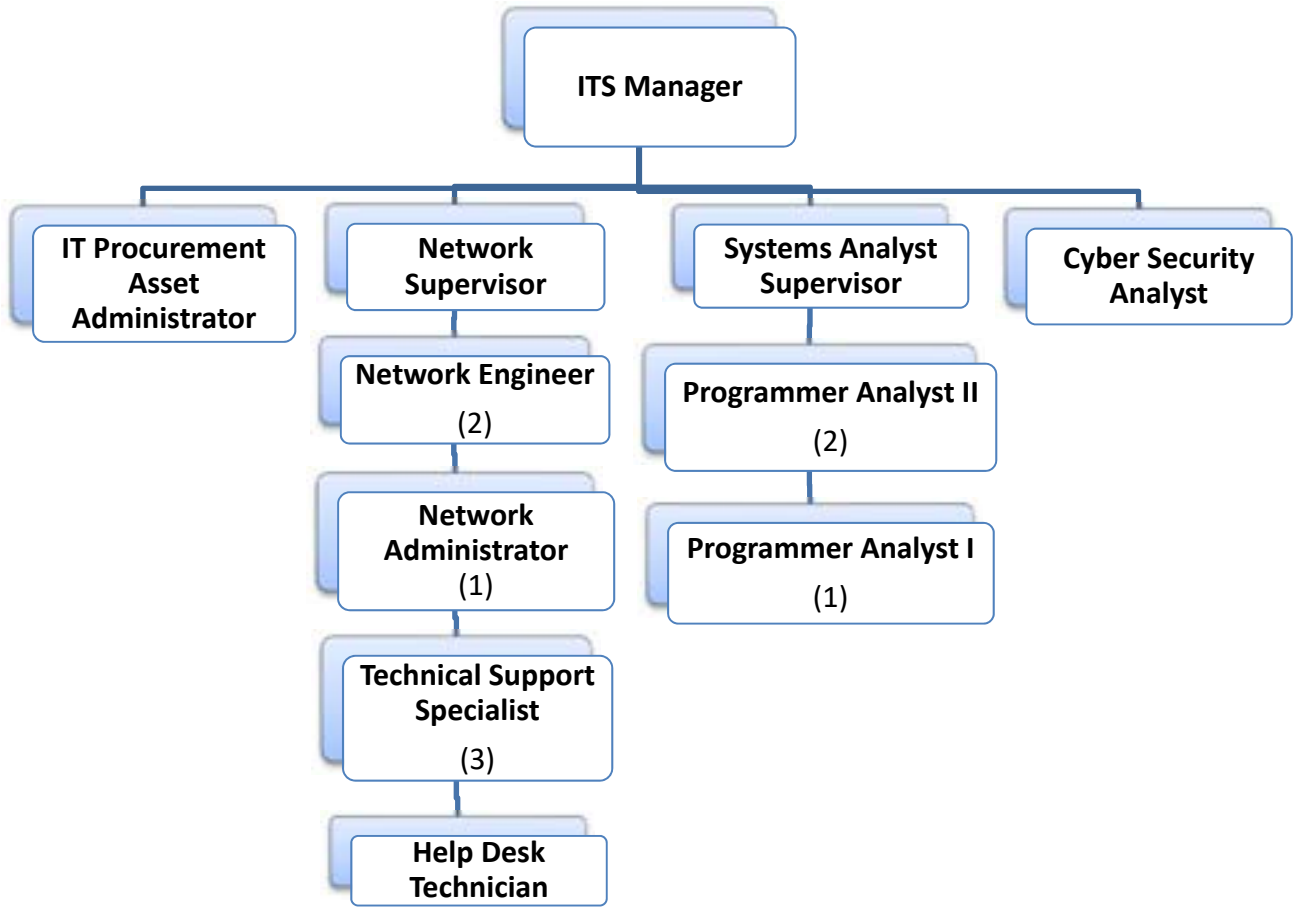 ITS Manager
IT Procurement
Asset
Administrator
Network
Supervisor
Systems Analyst
Supervisor
Cyber Security
Analyst
Network Engineer
(2)
Programmer Analyst II
(2)
Network
Administrator
(1)
Programmer Analyst I
(1)
Technical Support
Specialist
(3)
Help Desk
Technician